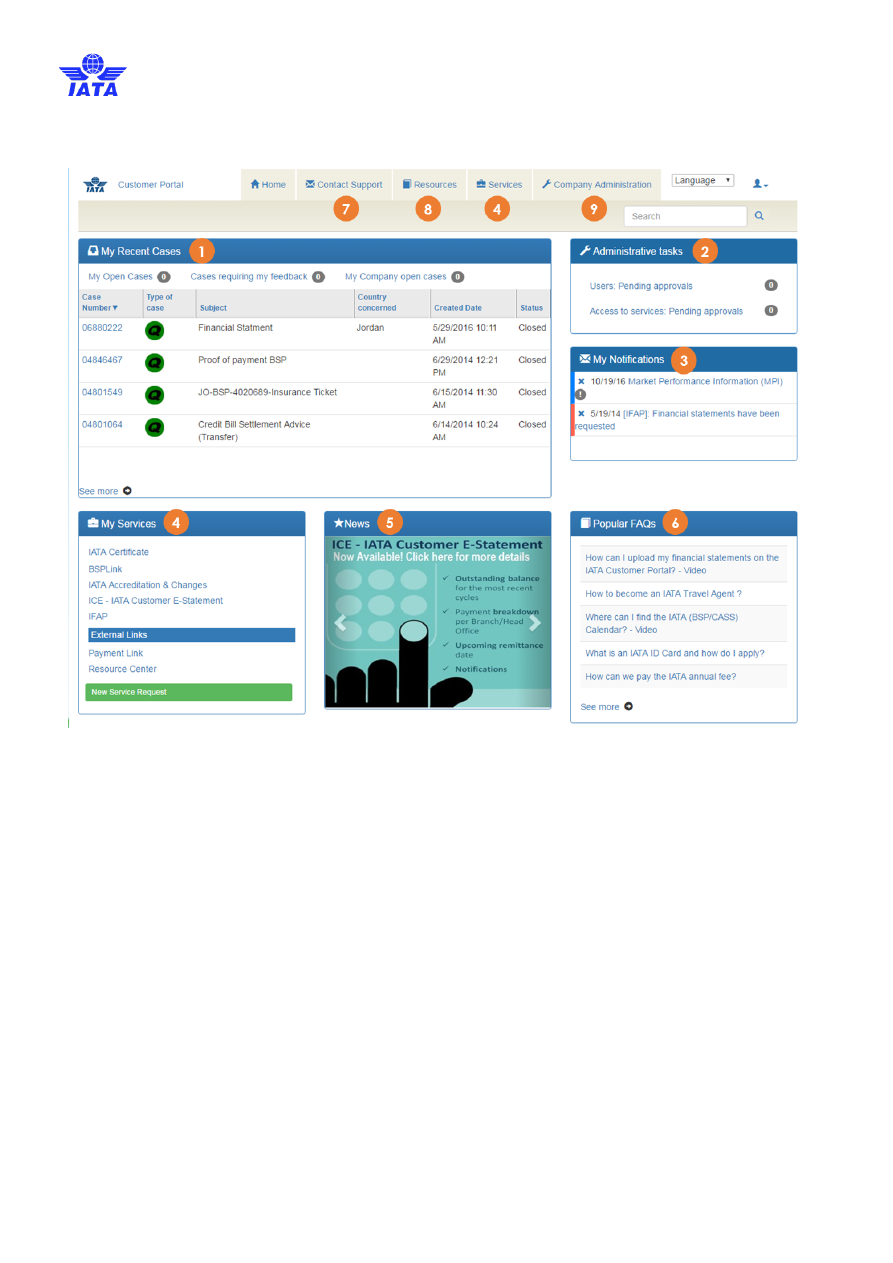 IATA
IATA
Customer Portal
Home
Contact Support
Resources
Services
Company Administration
Language ▼
7
8
4
9
Search
My Recent Cases 1
My Open Cases 0 Cases requiring my feedback 0 My Company open cases 0
Case Number▼ Type of case Subject Country concerned Created Date Status
06880222 Q Financial Statment Jordan 5/29/2016 10:11 AM Closed
04846467 Q Proof of payment BSP 6/29/2014 12:21 PM Closed
04801549 Q JO-BSP-4020689-Insurance Ticket 6/15/2014 11:30 AM Closed
04801064 Q Credit Bill Settlement Advice (Transfer) 6/14/2014 10:24 AM Closed
See more
Administrative tasks 2
Users: Pending approvals 0
Access to services: Pending approvals 0
My Notifications 3
10/19/16 Market Performance Information (MPI)
!
5/19/14 [IFAP]: Financial statements have been
requested
My Services 4
IATA Certificate
BSPLink
IATA Accreditation & Changes
ICE - IATA Customer E-Statement
IFAP
External Links
Payment Link
Resource Center
New Service Request
News 5
ICE - IATA Customer E-Statement
Now Available! Click here for more details
✓ Outstanding balance
for the most recent
cycles
✓ Payment breakdown
per Branch/Head
Office
✓ Upcoming remittance
date
✓ Notifications
Popular FAQs 6
How can I upload my financial statements on the
IATA Customer Portal? - Video
How to become an IATA Travel Agent ?
Where can I find the IATA (BSP/CASS)
Calendar? - Video
What is an IATA ID Card and how do I apply?
How can we pay the IATA annual fee?
See more